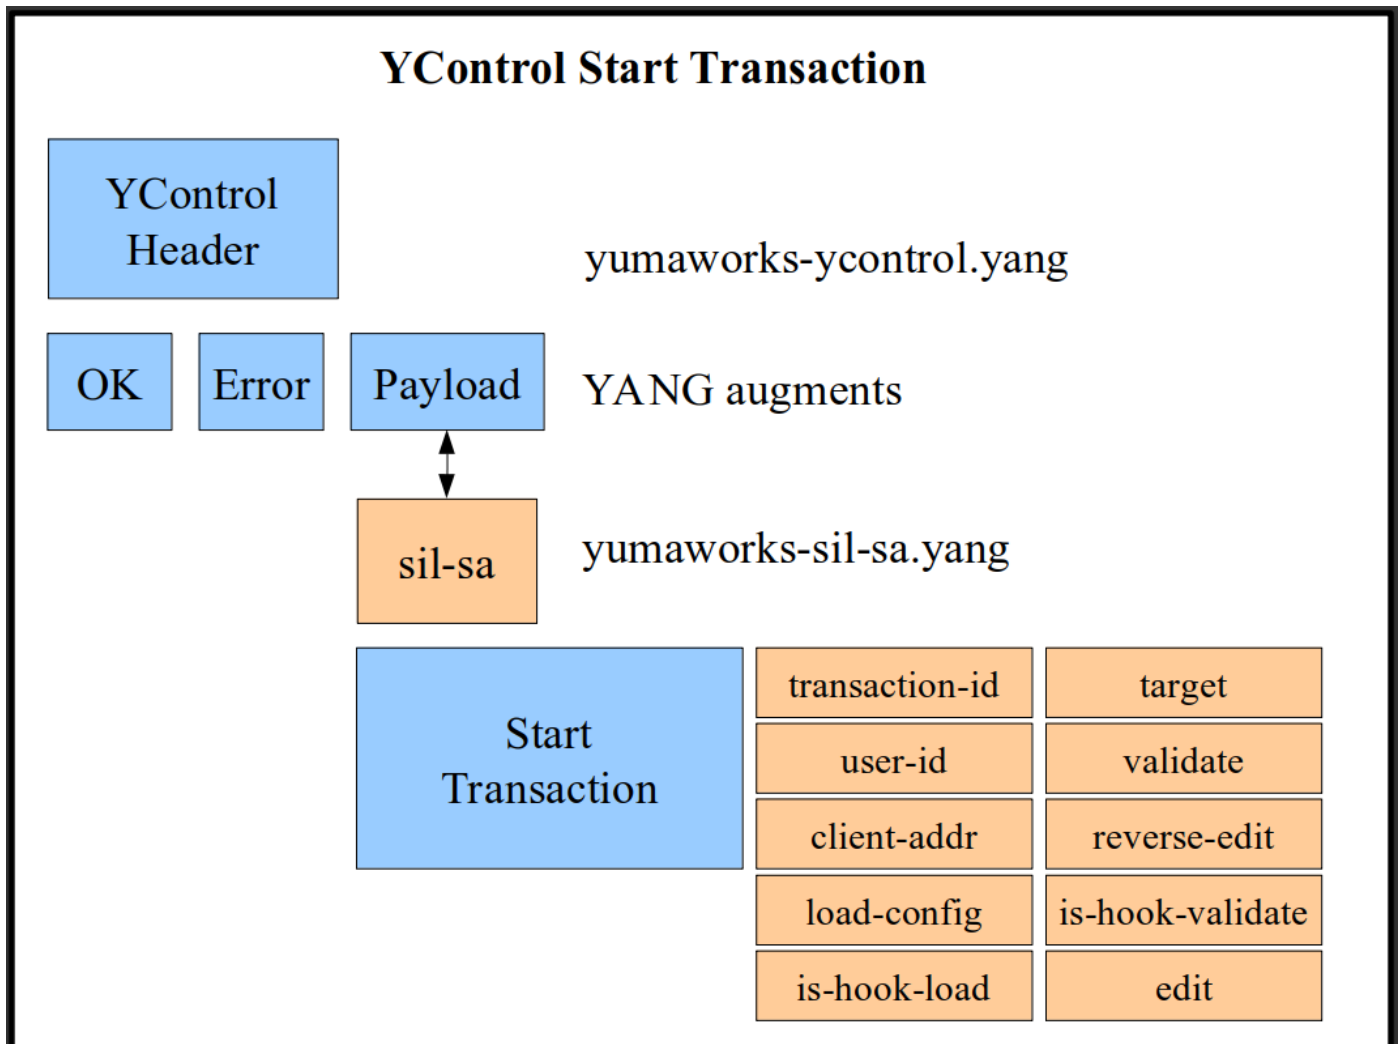 YControl Start Transaction
YControl
Header
yumaworks-ycontrol.yang
OK
Error
Payload
YANG augments
sil-sa
yumaworks-sil-sa.yang
Start
Transaction
transaction-id
target
user-id
validate
client-addr
reverse-edit
load-config
is-hook-validate
is-hook-load
edit